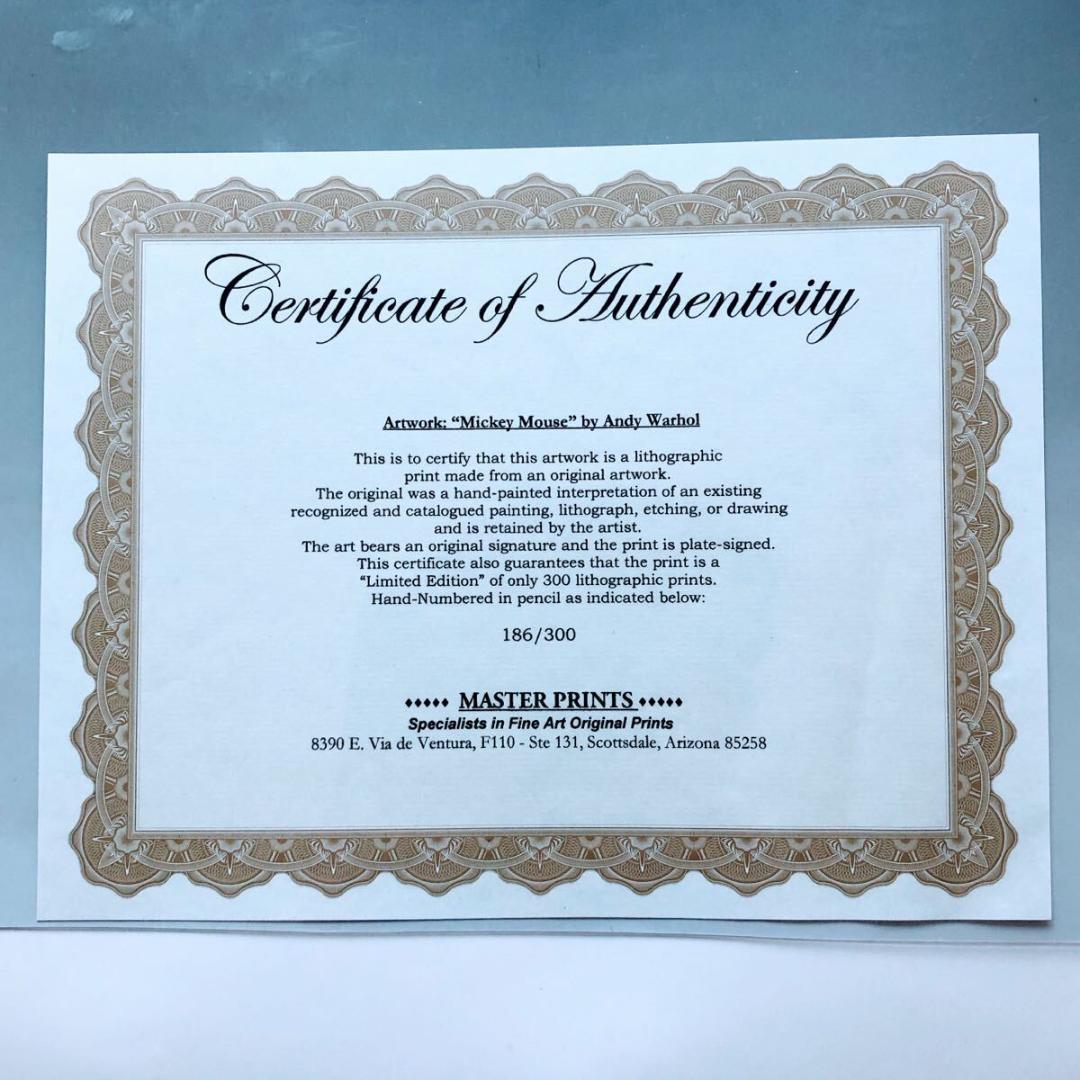 Certificate of Authenticity
Artwork: “Mickey Mouse” by Andy Warhol
This is to certify that this artwork is a lithographic
print made from an original artwork.
The original was a hand-painted interpretation of an existing
recognized and catalogued painting, lithograph, etching, or drawing
and is retained by the artist.
The art bears an original signature and the print is plate-signed.
This certificate also guarantees that the print is a
“Limited Edition” of only 300 lithographic prints.
Hand-Numbered in pencil as indicated below:
186/300
♦♦♦♦♦ MASTER PRINTS ♦♦♦♦♦
Specialists in Fine Art Original Prints
8390 E. Via de Ventura, F110 - Ste 131, Scottsdale, Arizona 85258